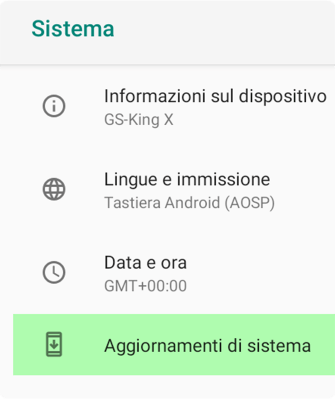 Sistema
Informazioni sul dispositivo
GS-King X
Lingue e immissione
Tastiera Android (AOSP)
Data e ora
GMT+00:00
Aggiornamenti di sistema